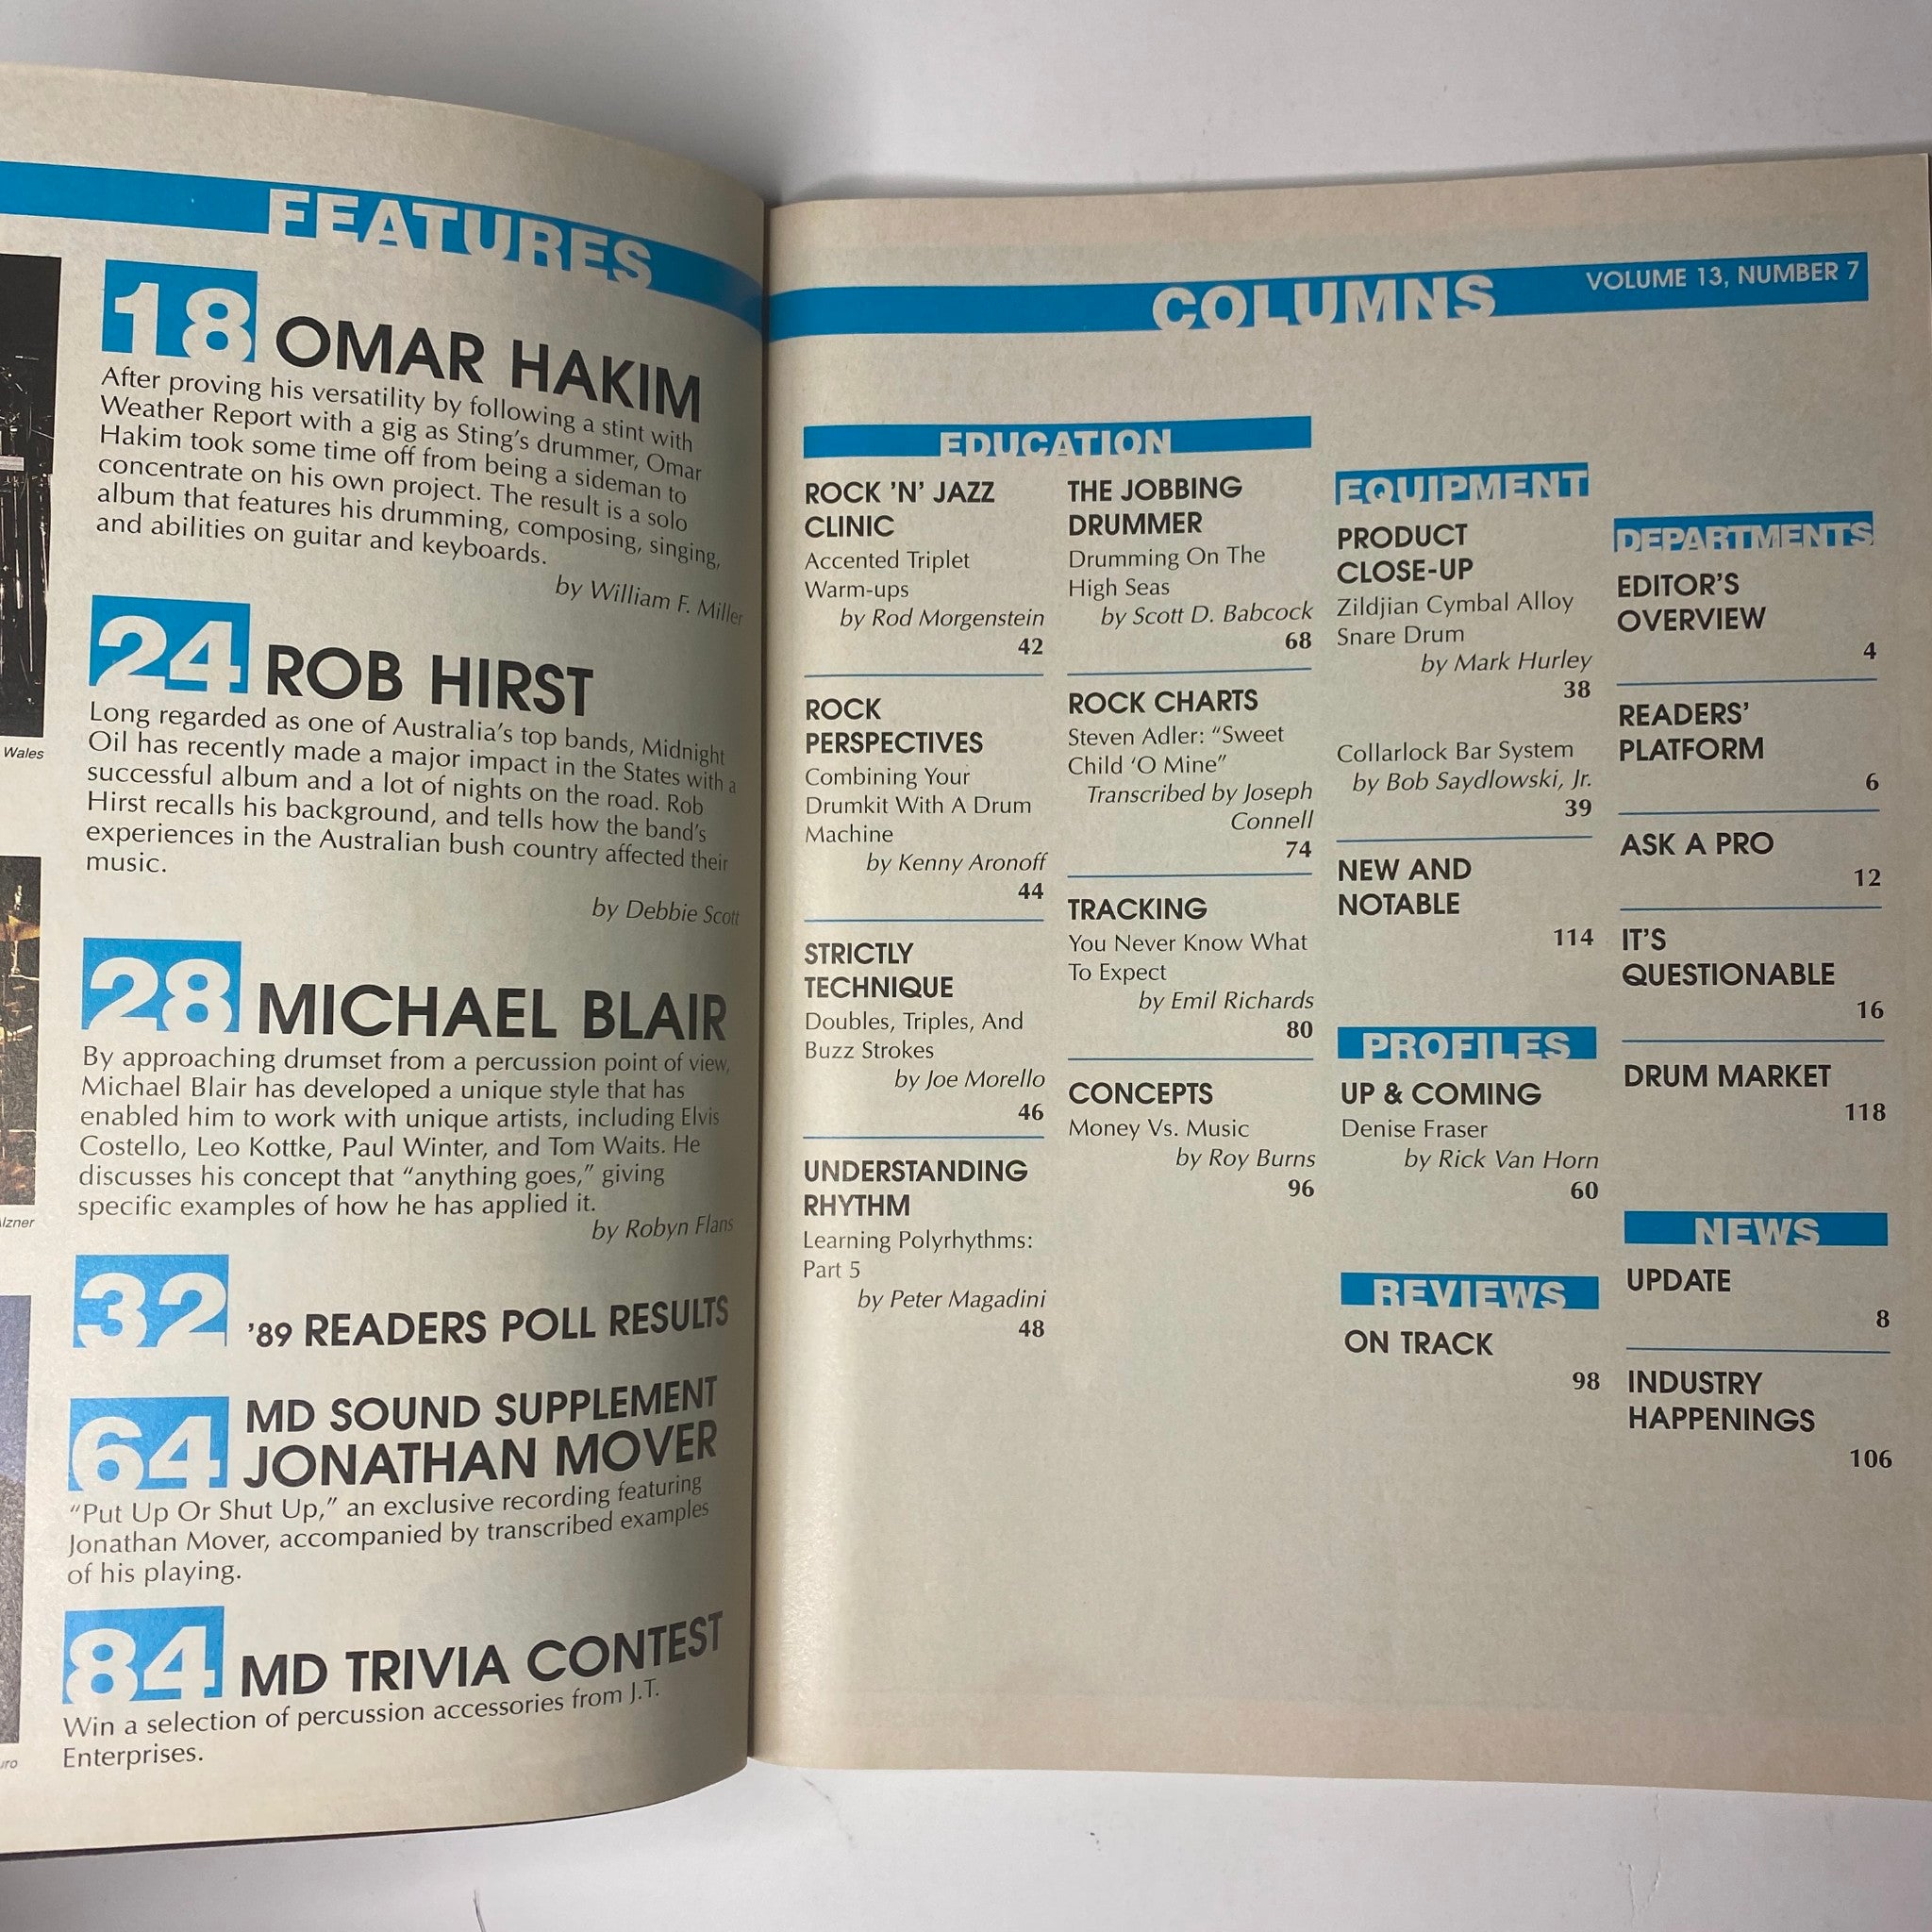 FEATURES
Wales
lzner
uro
18 OMAR HAKIM
After proving his versatility by following a stint with
Weather Report with a gig as Sting's drummer, Omar
Hakim took some time off from being a sideman to
concentrate on his own project. The result is a solo
album that features his drumming, composing, singing,
and abilities on guitar and keyboards.
by William F. Miller
24 ROB HIRST
Long regarded as one of Australia's top bands, Midnight
Oil has recently made a major impact in the States with a
successful album and a lot of nights on the road. Rob
Hirst recalls his background, and tells how the band's
experiences in the Australian bush country affected their
music.
by Debbie Scott
28 MICHAEL BLAIR
By approaching drumset from a percussion point of view,
Michael Blair has developed a unique style that has
enabled him to work with unique artists, including Elvis
Costello, Leo Kottke, Paul Winter, and Tom Waits. He
discusses his concept that “anything goes,” giving
specific examples of how he has applied it.
by Robyn Flans
32 '89 READERS POLL RESULTS
64 MD SOUND SUPPLEMENT
JONATHAN MOVER
“Put Up Or Shut Up,” an exclusive recording featuring
Jonathan Mover, accompanied by transcribed examples
of his playing.
84 MD TRIVIA CONTEST
Win a selection of percussion accessories from J.T.
Enterprises.
COLUMNS
VOLUME 13, NUMBER 7
EDUCATION
ROCK 'N' JAZZ
CLINIC
Accented Triplet
Warm-ups
by Rod Morgenstein
42
ROCK
PERSPECTIVES
Combining Your
Drumkit With A Drum
Machine
by Kenny Aronoff
44
STRICTLY
TECHNIQUE
Doubles, Triples, And
Buzz Strokes
by Joe Morello
46
UNDERSTANDING
RHYTHM
Learning Polyrhythms:
Part 5
by Peter Magadini
48
THE JOBBING
DRUMMER
Drumming On The
High Seas
by Scott D. Babcock
68
ROCK CHARTS
Steven Adler: “Sweet
Child ‘O Mine”
Transcribed by Joseph
Connell
74
TRACKING
You Never Know What
To Expect
by Emil Richards
80
CONCEPTS
Money Vs. Music
by Roy Burns
96
EQUIPMENT
PRODUCT
CLOSE-UP
Zildjian Cymbal Alloy
Snare Drum
by Mark Hurley
38
Collarlock Bar System
by Bob Saydlowski, Jr.
39
NEW AND
NOTABLE
114
PROFILES
UP & COMING
Denise Fraser
by Rick Van Horn
60
REVIEWS
ON TRACK
98
DEPARTMENTS
EDITOR'S
OVERVIEW
4
READERS'
PLATFORM
6
ASK A PRO
12
IT'S
QUESTIONABLE
16
DRUM MARKET
118
NEWS
UPDATE
8
INDUSTRY
HAPPENINGS
106